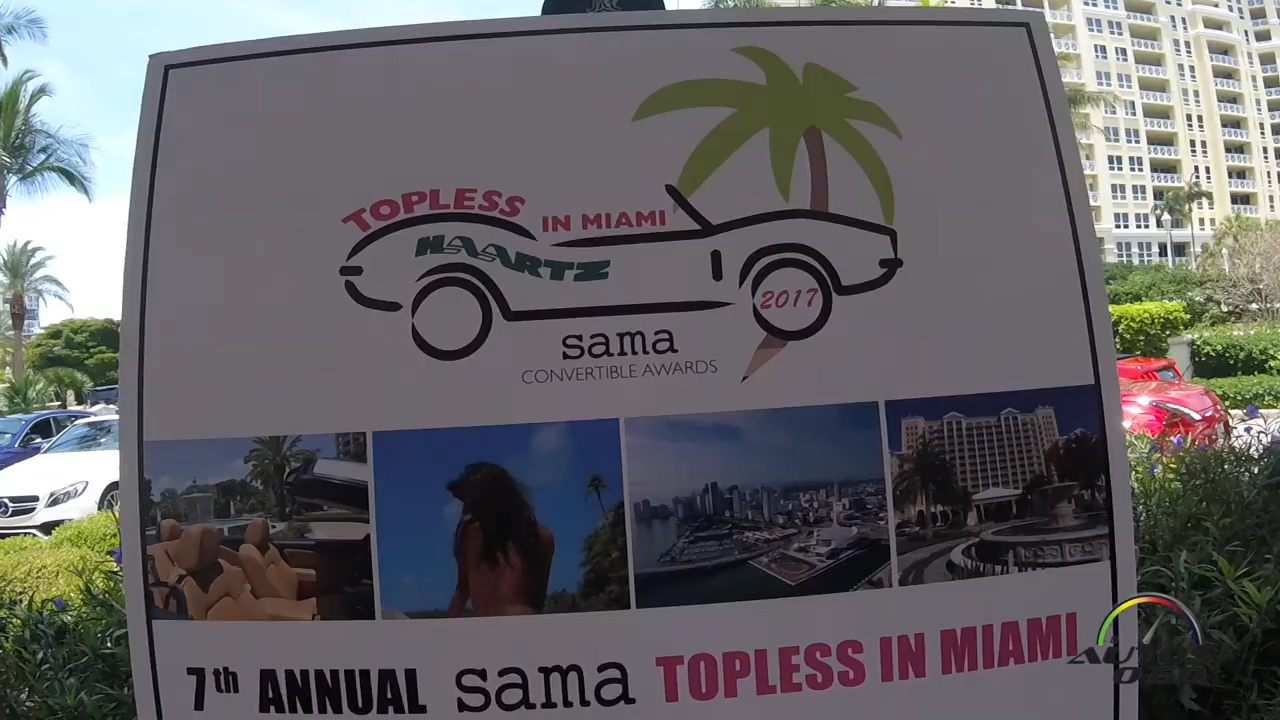 TOPLESS IN MIAMI
HAARTZ
2017
sama
CONVERTIBLE AWARDS
7th ANNUAL sama TOPLESS IN MIAMI